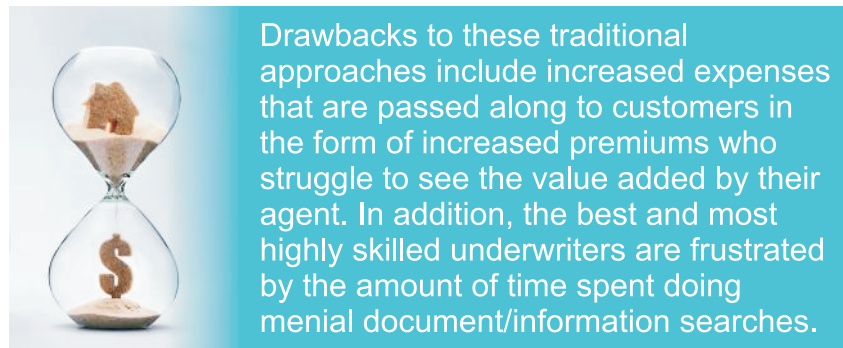 Drawbacks to these traditional
approaches include increased expenses
that are passed along to customers in
the form of increased premiums who
struggle to see the value added by their
agent. In addition, the best and most
highly skilled underwriters are frustrated
by the amount of time spent doing
menial document/information searches.
$